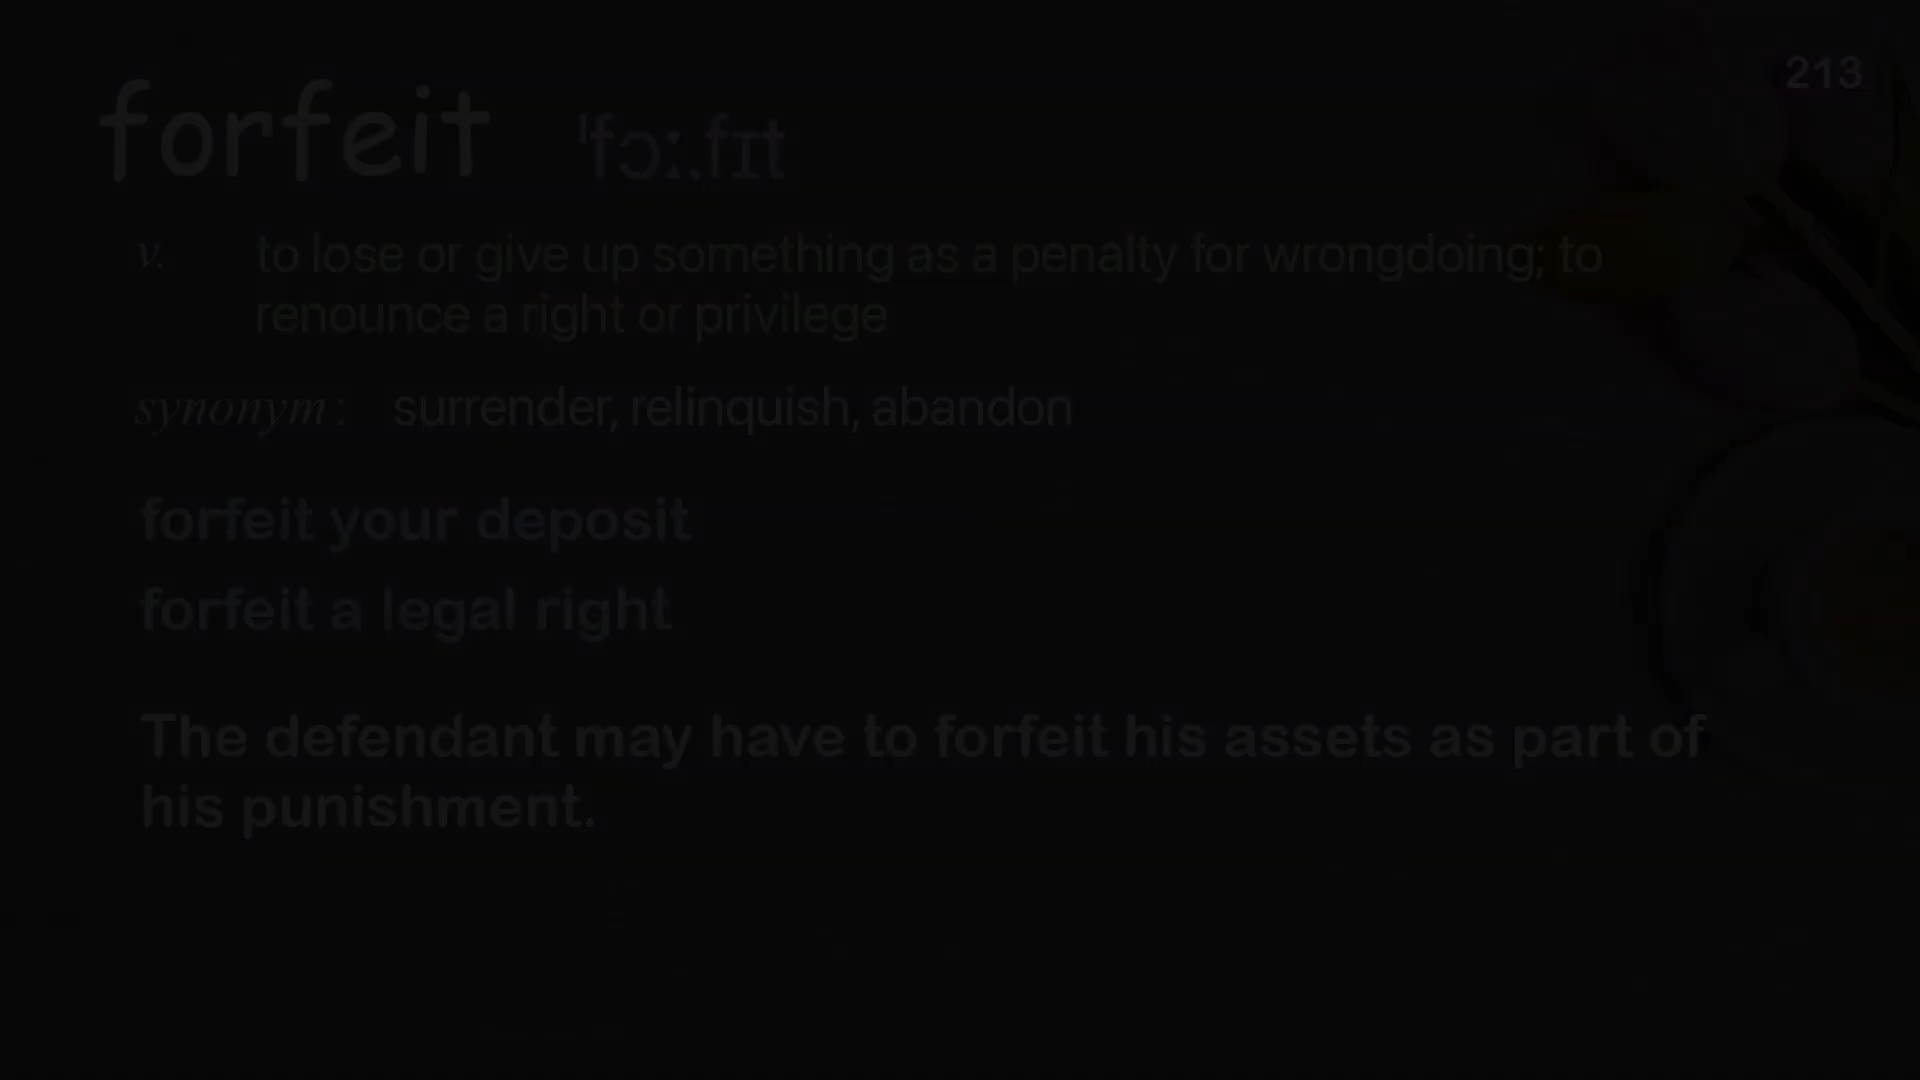 213
forfeit ˈfɔː.fɪt
v. to lose or give up something as a penalty for wrongdoing; to
renounce a right or privilege
synonym : surrender, relinquish, abandon
forfeit your deposit
forfeit a legal right
The defendant may have to forfeit his assets as part of
his punishment.